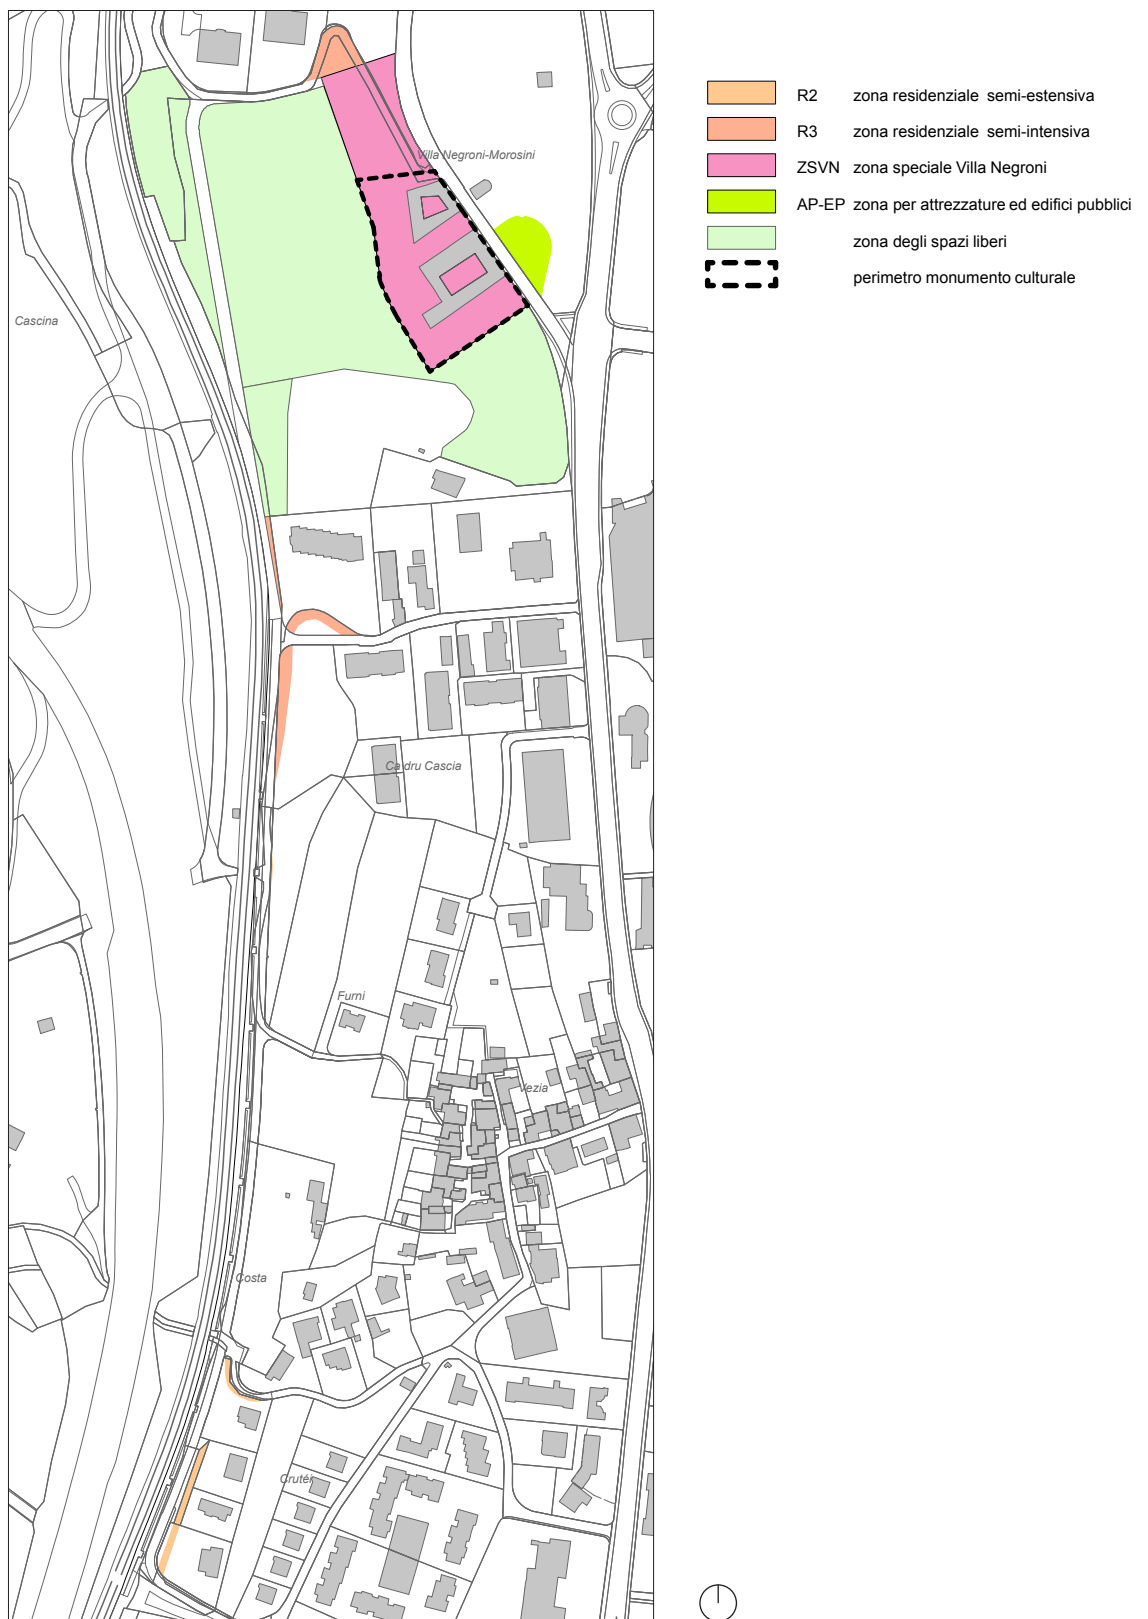 R2 zona residenziale semi-estensiva
R3 zona residenziale semi-intensiva
ZSVN zona speciale Villa Negroni
AP-EP zona per attrezzature ed edifici pubblici
zona degli spazi liberi
perimetro monumento culturale
Villa Negroni-Morosini
Cascina
Ca dru Cascia
Furni
Vezia
Costa
Crutéi